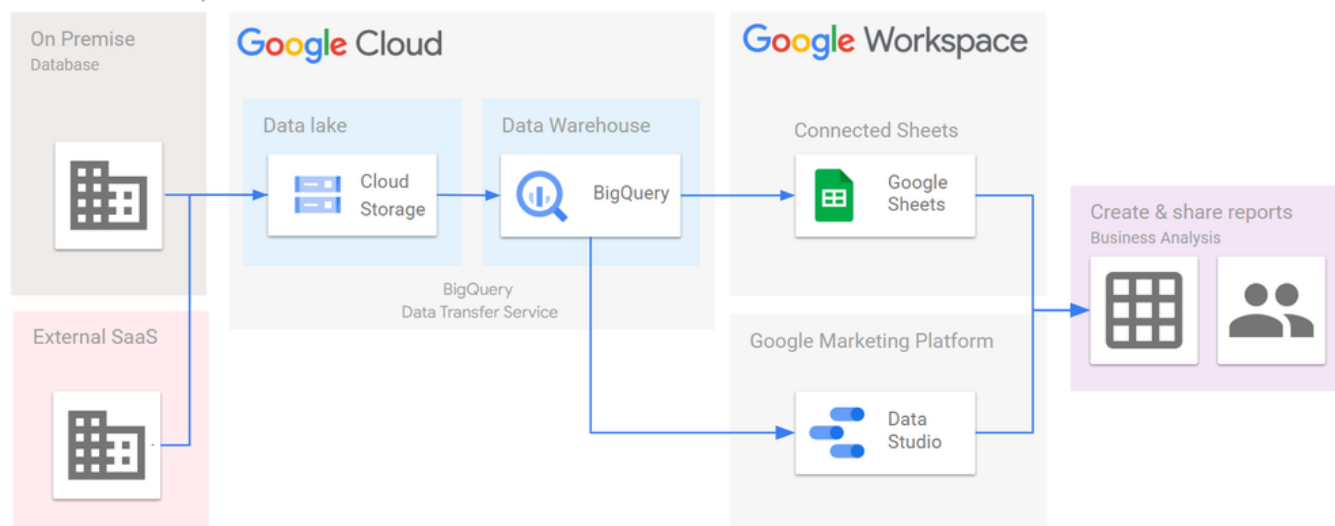 On Premise
Database
Google Cloud
Google Workspace
Data lake
Data Warehouse
Connected Sheets
Cloud
Storage
BigQuery
Google
Sheets
Create & share reports
Business Analysis
BigQuery
Data Transfer Service
External SaaS
Google Marketing Platform
Data
Studio